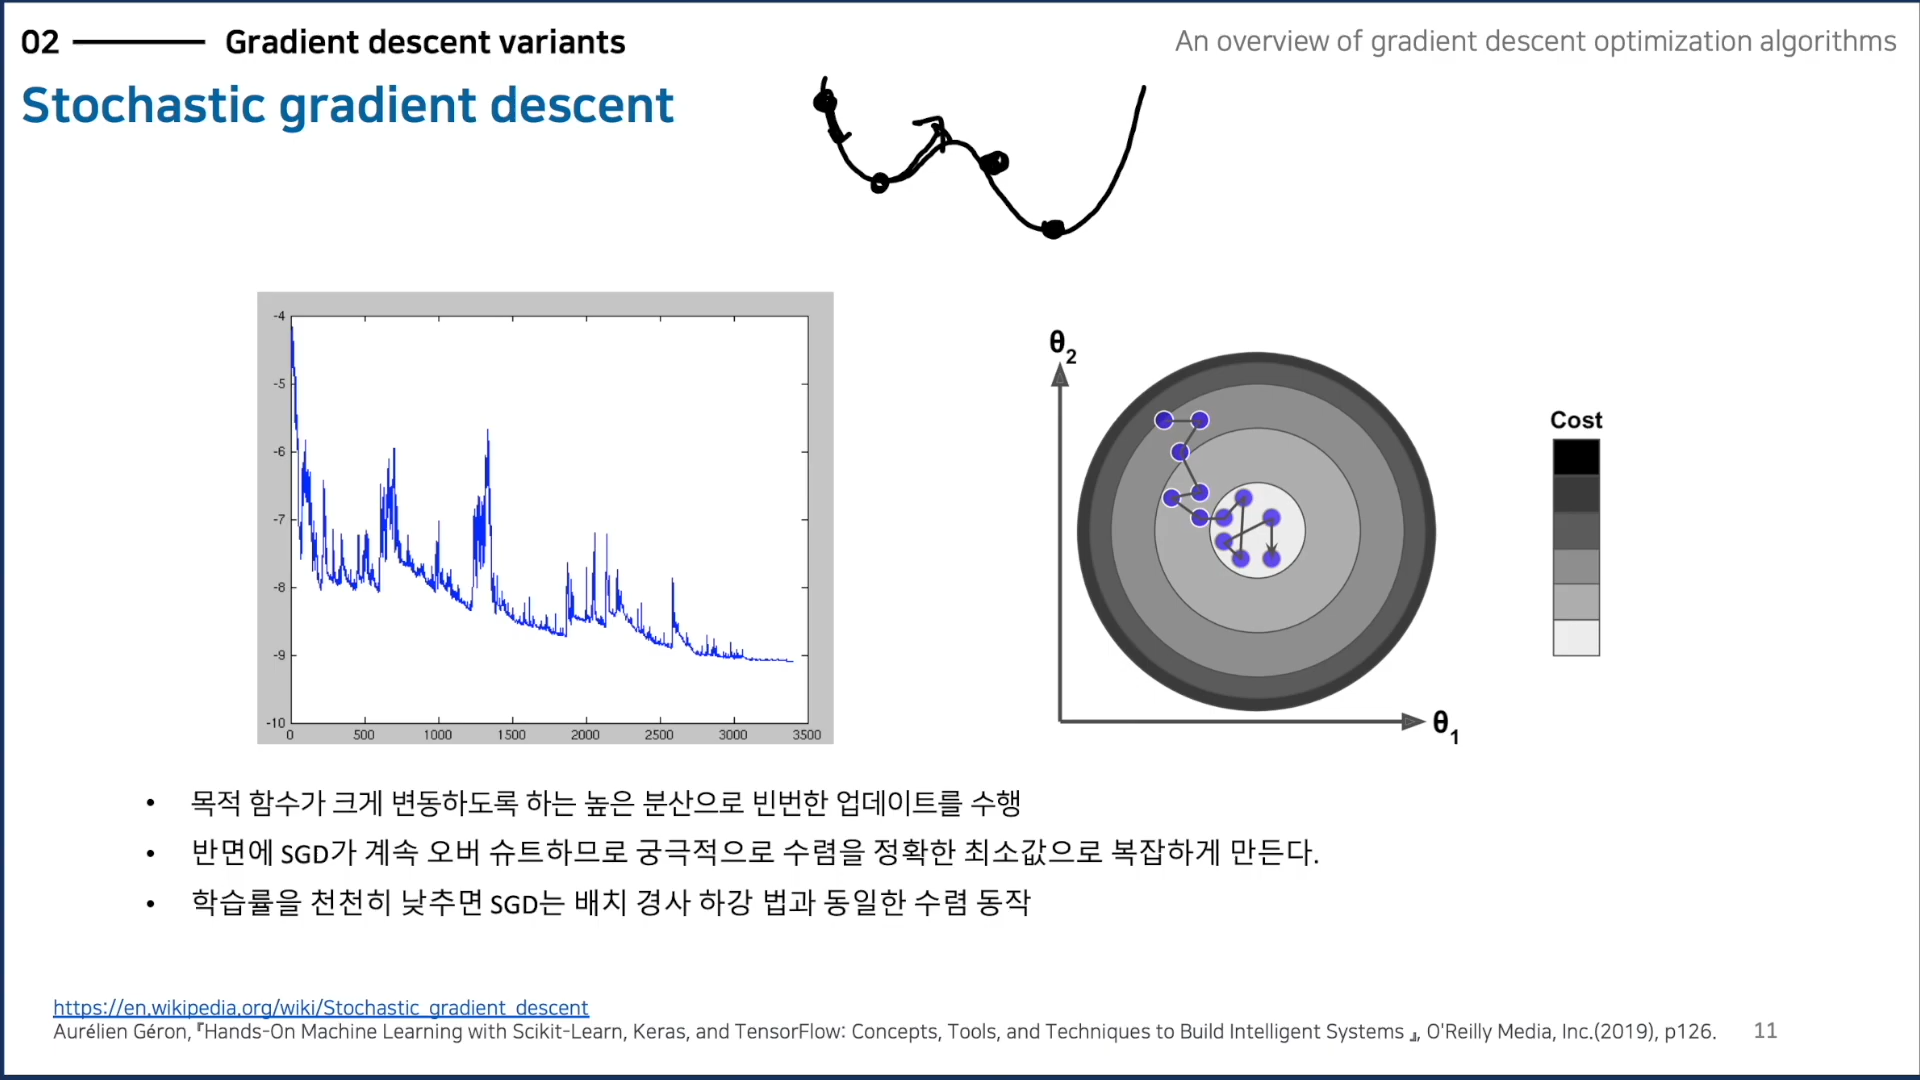 02 Gradient descent variants
An overview of gradient descent optimization algorithms
Stochastic gradient descent
-4
-5
-6
-7
-8
-9
-10
0 500 1000 1500 2000 2500 3000 3500
θ2
θ1
Cost
• 목적 함수가 크게 변동하도록 하는 높은 분산으로 빈번한 업데이트를 수행
• 반면에 SGD가 계속 오버 슈트하므로 궁극적으로 수렴을 정확한 최소값으로 복잡하게 만든다.
• 학습률을 천천히 낮추면 SGD는 배치 경사 하강 법과 동일한 수렴 동작
https://en.wikipedia.org/wiki/Stochastic_gradient_descent
Aurélien Géron, 『Hands-On Machine Learning with Scikit-Learn, Keras, and TensorFlow: Concepts, Tools, and Techniques to Build Intelligent Systems 』, O'Reilly Media, Inc.(2019), p126.
11